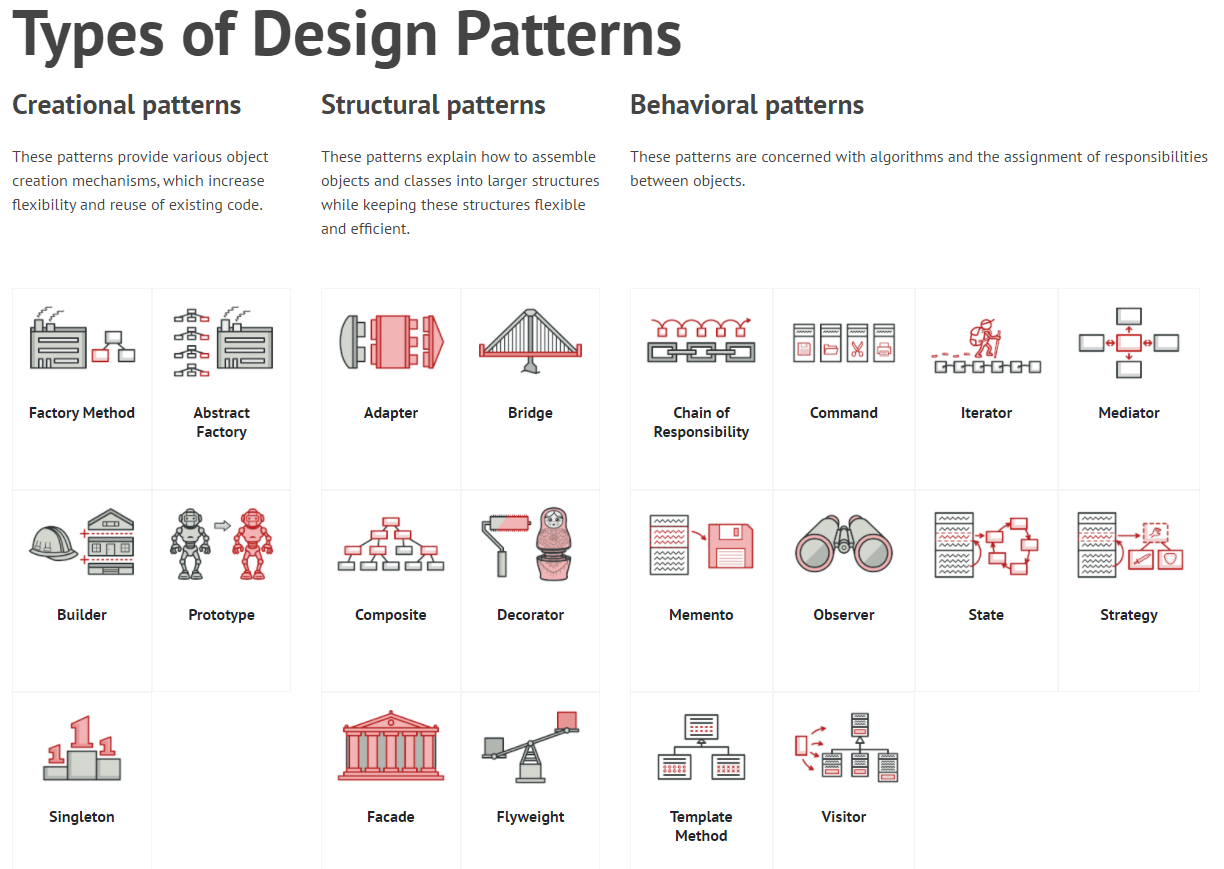 Types of Design Patterns
Creational patterns
These patterns provide various object
creation mechanisms, which increase
flexibility and reuse of existing code.
Factory Method
Abstract
Factory
Builder
Prototype
1
1
1
Singleton
Structural patterns
These patterns explain how to assemble
objects and classes into larger structures
while keeping these structures flexible
and efficient.
Adapter
Bridge
Composite
Decorator
Facade
Flyweight
Behavioral patterns
These patterns are concerned with algorithms and the assignment of responsibilities
between objects.
Chain of
Responsibility
Command
Iterator
Mediator
Memento
Observer
State
Strategy
Template
Method
Visitor